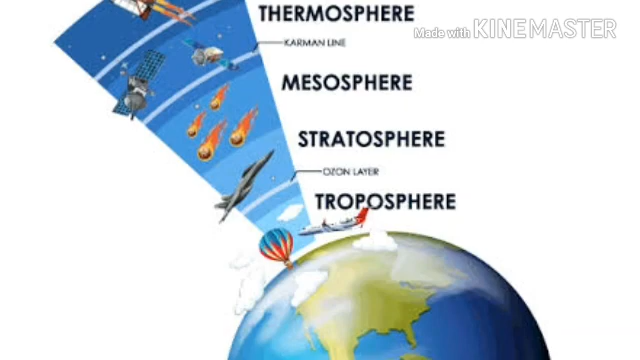 THERMOSPHERE
Made with KINEMASTER
KARMAN LINE
MESOSPHERE
STRATOSPHERE
OZON LAYER
TROPOSPHERE